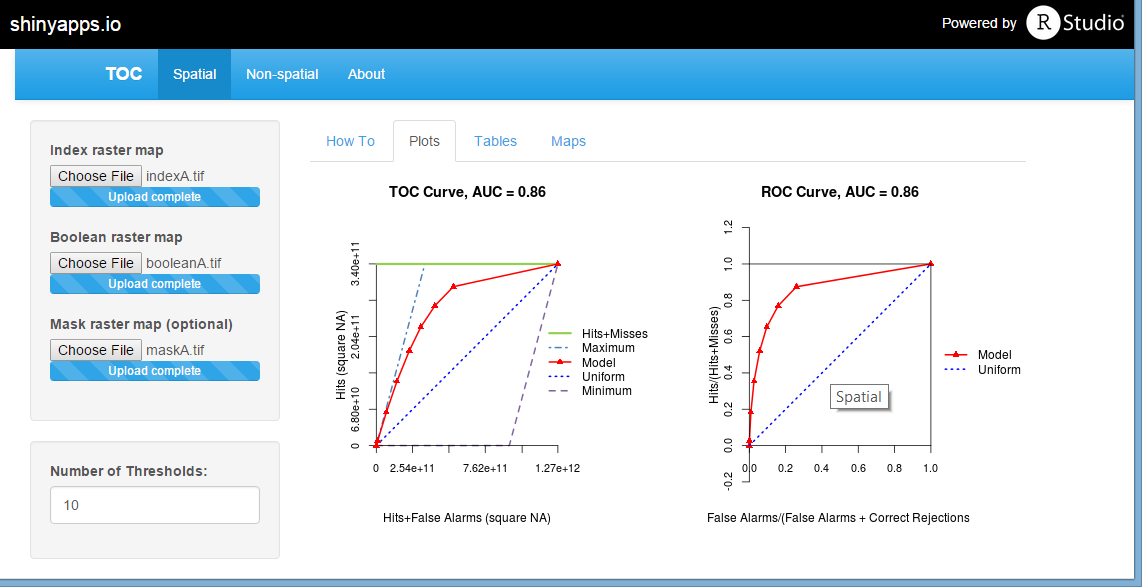 shinyapps.io
Powered by R Studio
TOC Spatial Non-spatial About
Index raster map
Choose File indexA.tif
Upload complete
Boolean raster map
Choose File booleanA.tif
Upload complete
Mask raster map (optional)
Choose File maskA.tif
Upload complete
Number of Thresholds:
10
How To Plots Tables Maps
TOC Curve, AUC = 0.86
Hits (square NA)
3.40e+11
2.04e+11
6.80e+10
0
0 2.54e+11 7.62e+11 1.27e+12
Hits+False Alarms (square NA)
Hits+Misses
Maximum
Model
Uniform
Minimum
ROC Curve, AUC = 0.86
Hits/(Hits+Misses)
1.2
1.0
0.8
0.6
0.4
0.2
0.0
-0.2
0.0 0.2 0.4 0.6 0.8 1.0
False Alarms/(False Alarms + Correct Rejections
Model
Uniform
Spatial